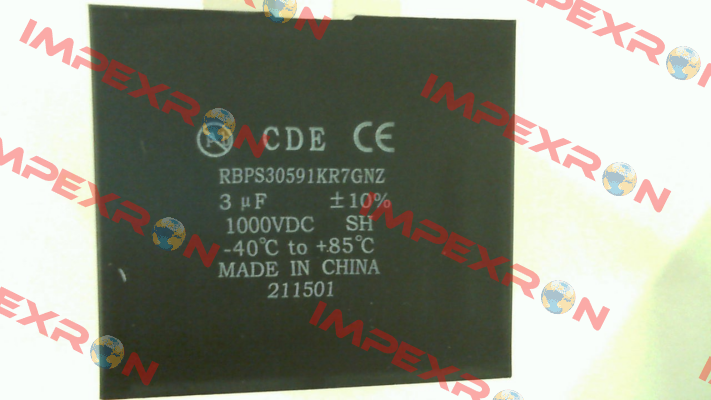 CDE CE
RBPS30591KR7GNZ
3 µF ±10%
1000VDC SH
-40℃ to +85℃
MADE IN CHINA
211501
IMPEXRON
IMPEXRON
IMPEXRON
IMPEXRON
IMPEXRON
IMPEXRON